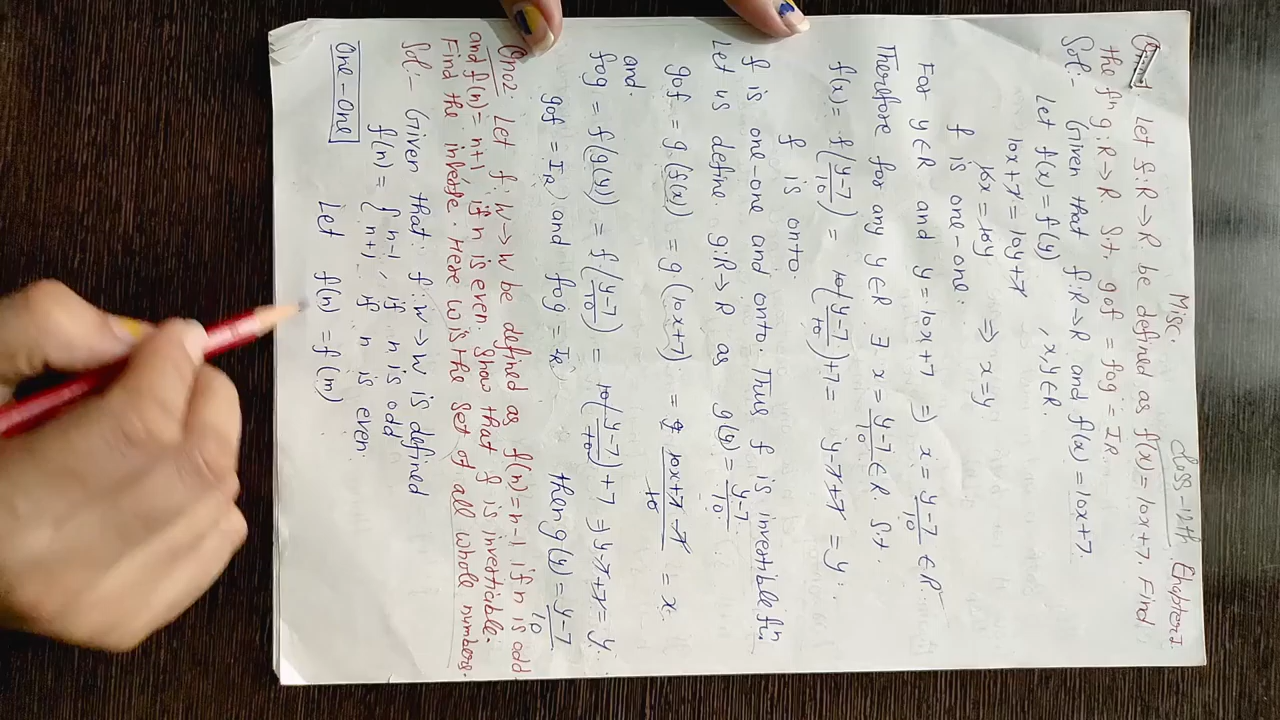 Class-12th Chapter 1
Misc.
Let f: R → R be defined as f(x) = 10x+7. Find
the fn g: R → R S.t. gof = fog = IR.
Sol:- Given that f: R → R and f(x) = 10x+7.
Let f(x) = f(y) , x,y ∈ R.
10x+7 = 10y+7
10x = 10y ⇒ x = y
f is one-one.
For y ∈ R and y = 10x+7 ⇒ x = y-7/10 ∈ R
Therefore for any y ∈ R ∃ x = y-7/10 ∈ R. S.t
f(x) = f(y-7/10) = 10(y-7/10)+7 = y-7+7 = y.
f is onto.
f is one-one and onto. Thus f is invertible fn
Let us define g: R → R as g(y) = y-7/10
gof = g(f(x)) = g(10x+7) = 10x+7-7/10 = x
and.
fog = f(g(y)) = f(y-7/10) = 10(y-7/10)+7 = y-7+7 = y.
gof = IR and fog = IR then g(y) = y-7/10
Qno2: Let f: W → W be defined as f(n) = n-1 if n is odd
and f(n) = n+1 if n is even. Show that f is invertiable.
Find the inverse. Here W is the set of all whole numbers.
Sol:- Given that: f: W → W is defined
f(n) = { n-1, if n is odd
n+1, if n is even.
One-One
Let f(n) = f(m)